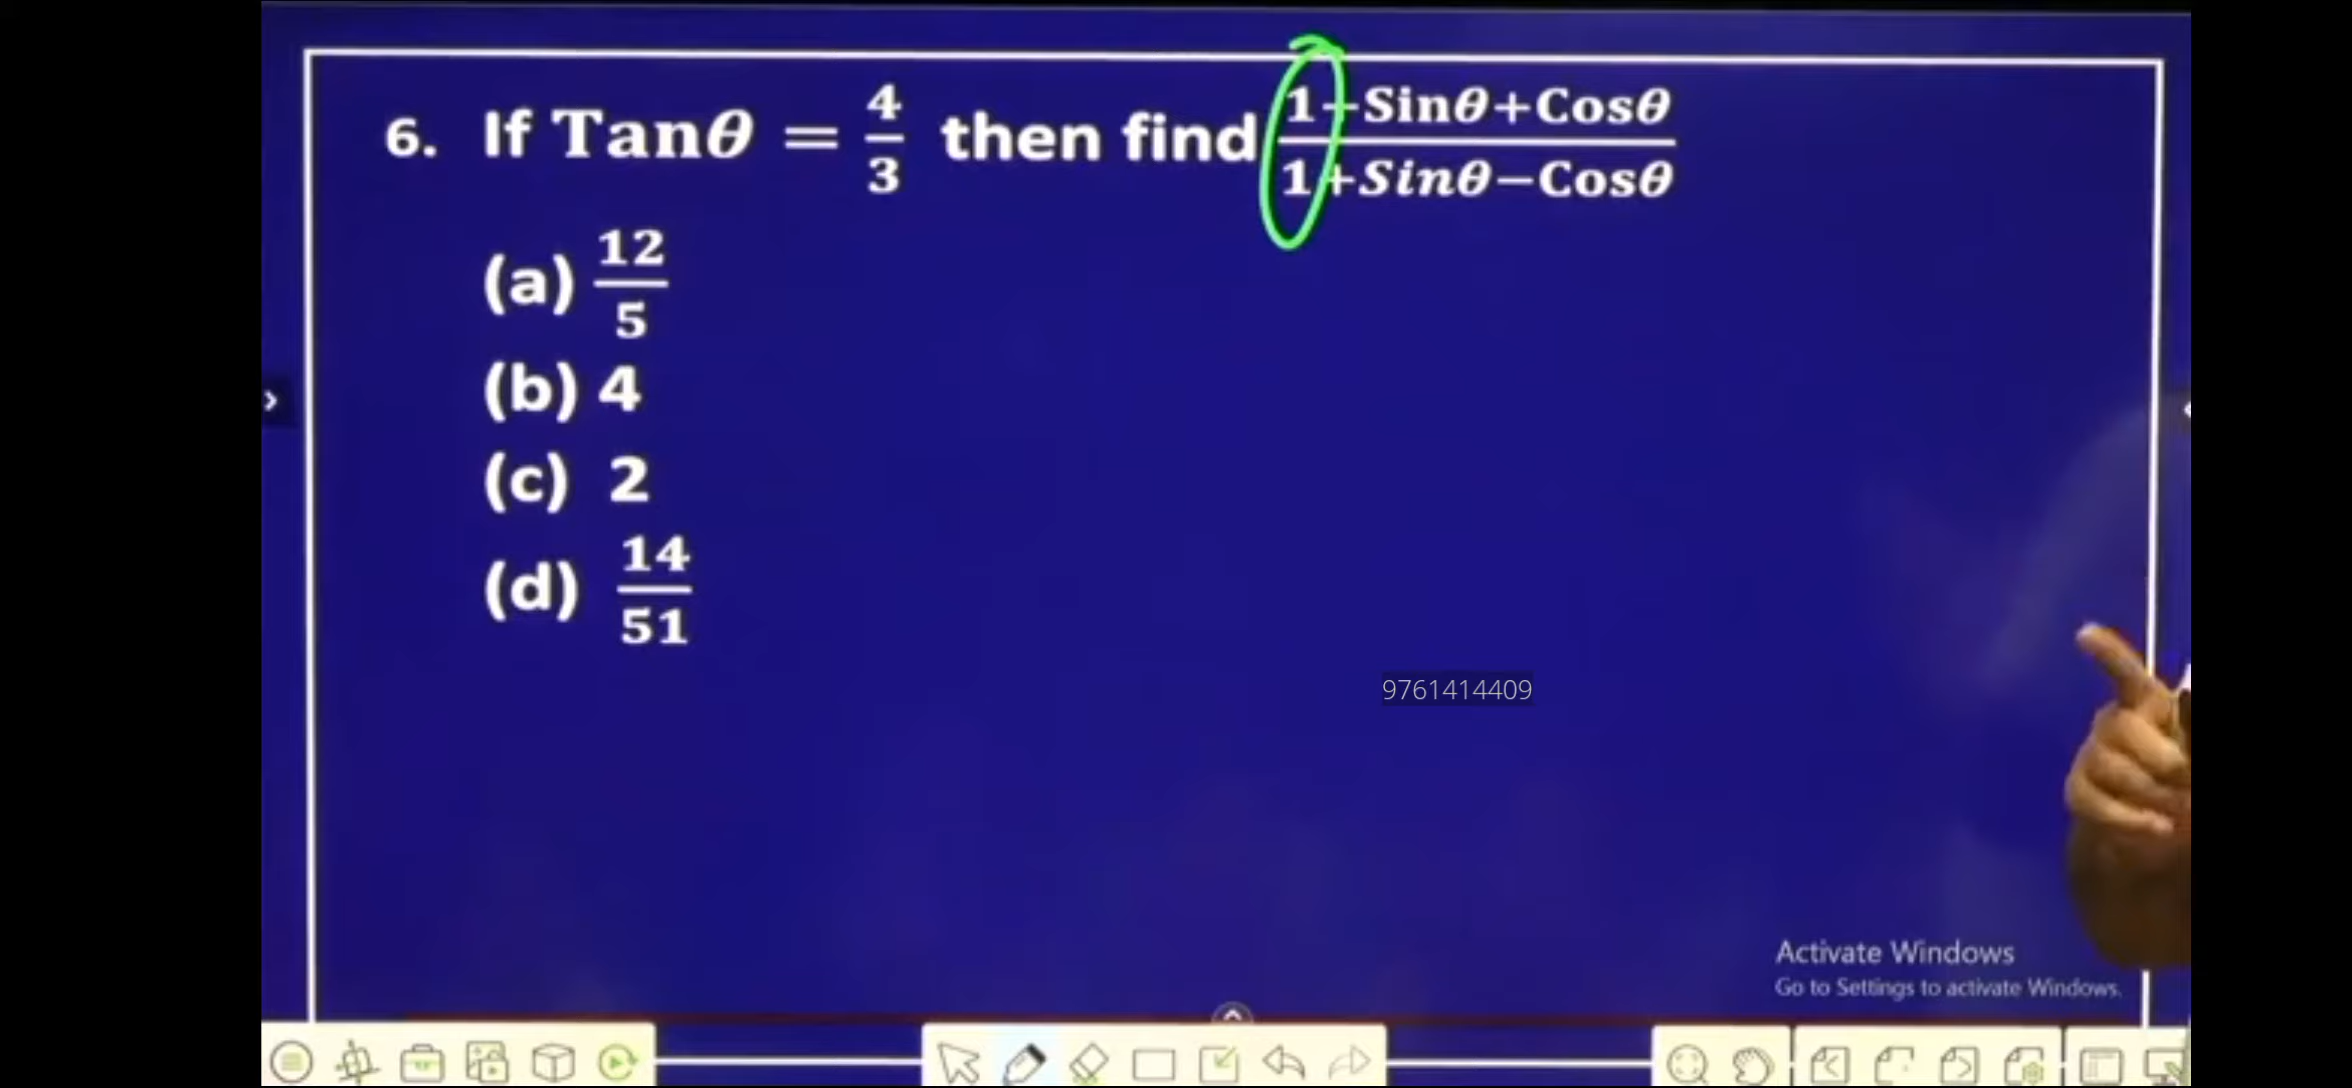 6. If Tanθ = 4/3 then find (1+Sinθ+Cosθ)/(1+Sinθ−Cosθ)
(a) 12/5
(b) 4
(c) 2
(d) 14/51
9761414409
Activate Windows
Go to Settings to activate Windows.